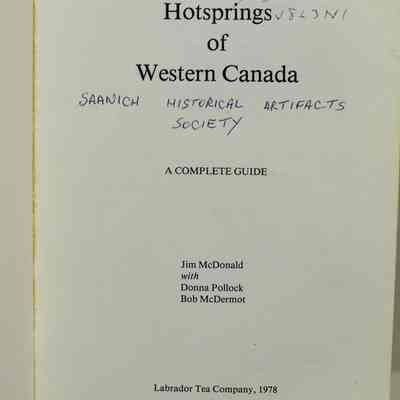 Hotsprings
of
Western Canada
SAANICH HISTORICAL ARTIFACTS
SOCIETY
A COMPLETE GUIDE
Jim McDonald
with
Donna Pollock
Bob McDermot
Labrador Tea Company, 1978